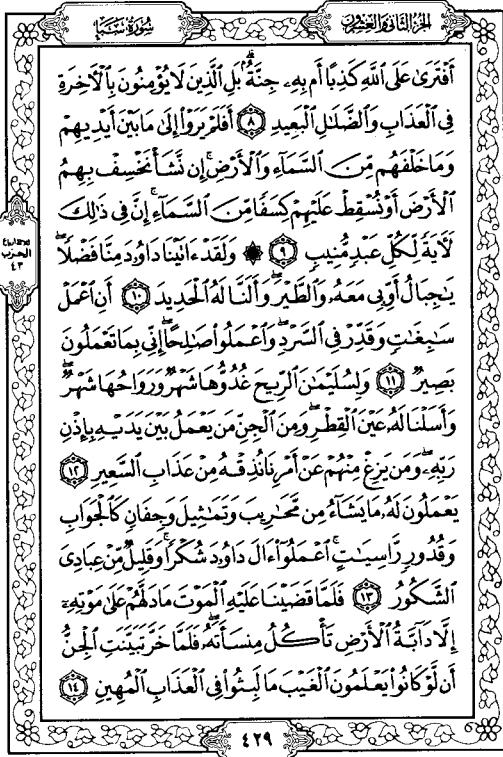 الجزء الثاني والعشرون
سورة سبأ
أَفْتَرَىٰ عَلَى ٱللَّهِ كَذِبًا أَم بِهِۦ جِنَّةٌۢ ۗ بَلِ ٱلَّذِينَ لَا يُؤْمِنُونَ بِٱلْـَٔاخِرَةِ
فِى ٱلْعَذَابِ وَٱلضَّلَـٰلِ ٱلْبَعِيدِ ٨ أَفَلَمْ يَرَوْا۟ إِلَىٰ مَا بَيْنَ أَيْدِيهِمْ
وَمَا خَلْفَهُم مِّنَ ٱلسَّمَآءِ وَٱلْأَرْضِ ۚ إِن نَّشَأْ نَخْسِفْ بِهِمُ
ٱلْأَرْضَ أَوْ نُسْقِطْ عَلَيْهِمْ كِسَفًا مِّنَ ٱلسَّمَآءِ ۚ إِنَّ فِى ذَٰلِكَ
لَـَٔايَةً لِّكُلِّ عَبْدٍ مُّنِيبٍ ٩ ۞ وَلَقَدْ ءَاتَيْنَا دَاوُۥدَ مِنَّا فَضْلًا ۖ
يَـٰجِبَالُ أَوِّبِى مَعَهُۥ وَٱلطَّيْرَ ۖ وَأَلَنَّا لَهُ ٱلْحَدِيدَ ١٠ أَنِ ٱعْمَلْ
سَـٰبِغَـٰتٍ وَقَدِّرْ فِى ٱلسَّرْدِ ۖ وَٱعْمَلُوا۟ صَـٰلِحًا ۖ إِنِّى بِمَا تَعْمَلُونَ
بَصِيرٌ ١١ وَلِسُلَيْمَـٰنَ ٱلرِّيحَ غُدُوُّهَا شَهْرٌ وَرَوَاحُهَا شَهْرٌ ۖ
وَأَسَلْنَا لَهُۥ عَيْنَ ٱلْقِطْرِ ۖ وَمِنَ ٱلْجِنِّ مَن يَعْمَلُ بَيْنَ يَدَيْهِ بِإِذْنِ
رَبِّهِۦ ۖ وَمَن يَزِغْ مِنْهُمْ عَنْ أَمْرِنَا نُذِقْهُ مِنْ عَذَابِ ٱلسَّعِيرِ ١٢
يَعْمَلُونَ لَهُۥ مَا يَشَآءُ مِن مَّحَـٰرِيبَ وَتَمَـٰثِيلَ وَجِفَانٍ كَٱلْجَوَابِ
وَقُدُورٍ رَّاسِيَـٰتٍ ۚ ٱعْمَلُوٓا۟ ءَالَ دَاوُۥدَ شُكْرًا ۚ وَقَلِيلٌ مِّنْ عِبَادِىَ
ٱلشَّكُورُ ١٣ فَلَمَّا قَضَيْنَا عَلَيْهِ ٱلْمَوْتَ مَا دَلَّهُمْ عَلَىٰ مَوْتِهِۦٓ
إِلَّا دَآبَّةُ ٱلْأَرْضِ تَأْكُلُ مِنسَأَتَهُۥ ۖ فَلَمَّا خَرَّ تَبَيَّنَتِ ٱلْجِنُّ
أَن لَّوْ كَانُوا۟ يَعْلَمُونَ ٱلْغَيْبَ مَا لَبِثُوا۟ فِى ٱلْعَذَابِ ٱلْمُهِينِ ١٤
الحزب
٤٣
٤٢٩